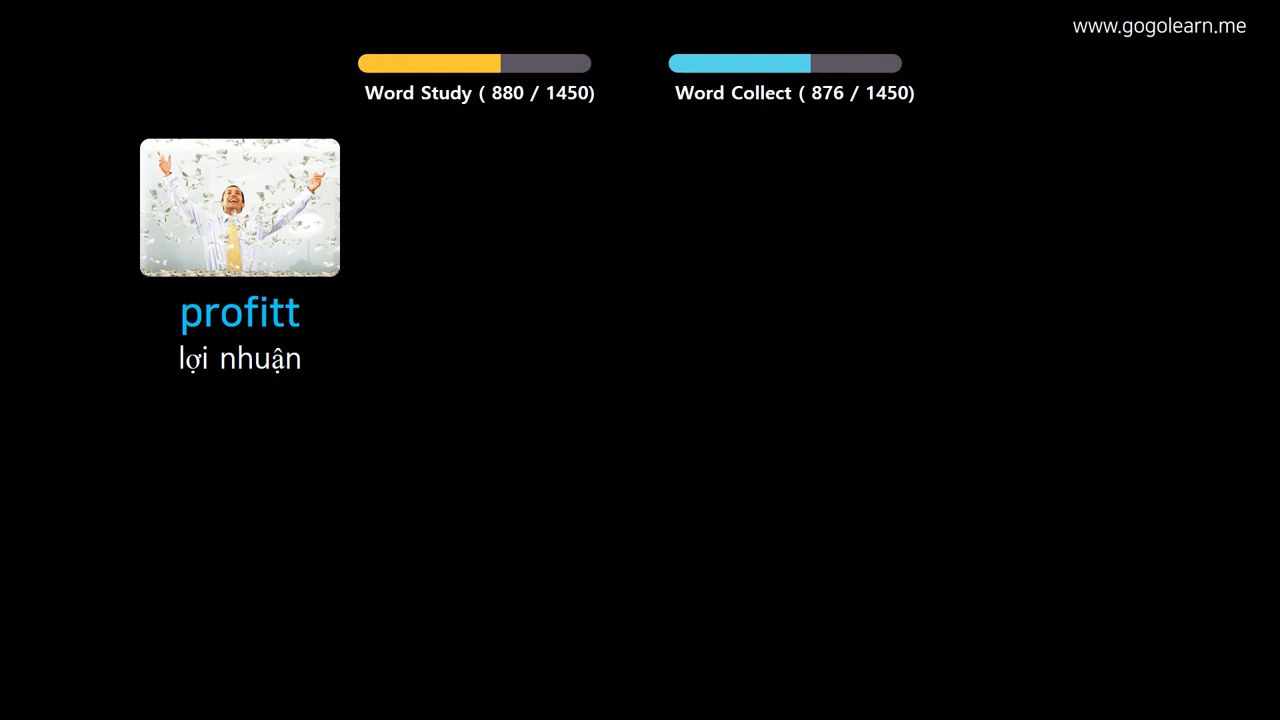 www.gogolearn.me
Word Study ( 880 / 1450)
Word Collect ( 876 / 1450)
profitt
lợi nhuận